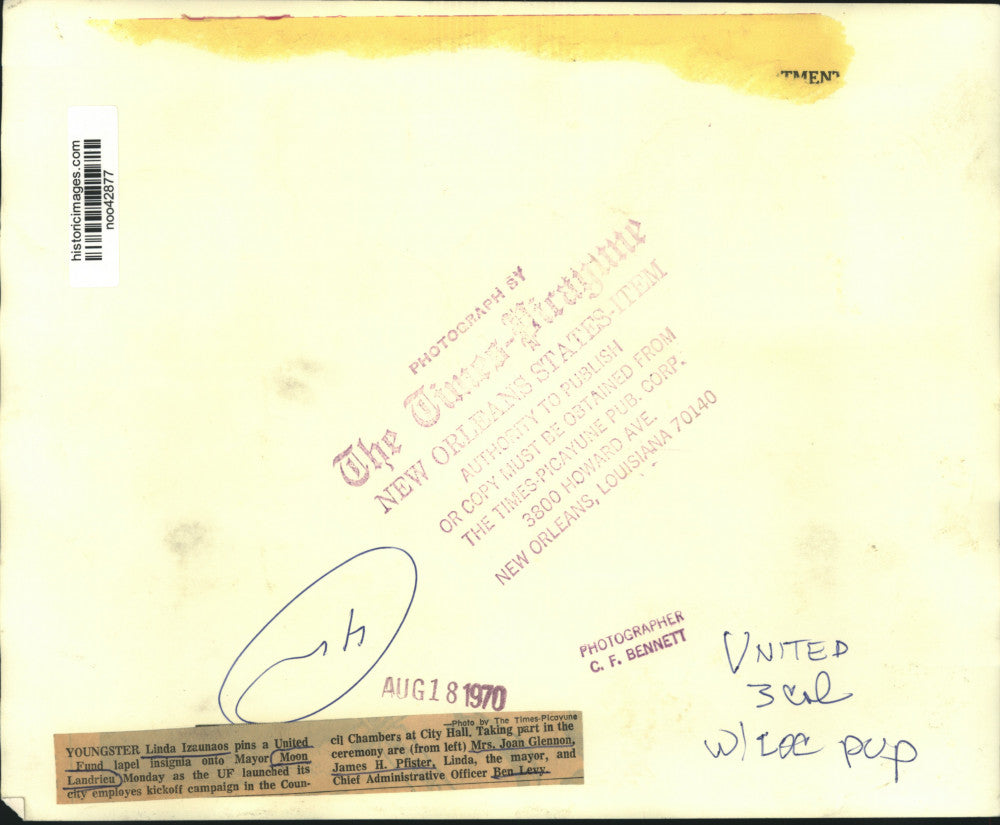 TMENT
historicimages.com
noo42877
PHOTOGRAPH BY
The Times-Picayune
NEW ORLEANS STATES-ITEM
AUTHORITY TO PUBLISH
OR COPY MUST BE OBTAINED FROM
THE TIMES-PICAYUNE PUB. CORP.
3800 HOWARD AVE.
NEW ORLEANS, LOUISIANA 70140
PHOTOGRAPHER
C. F. BENNETT
AUG 18 1970
UNITED
3 col
w/
pup
—Photo by The Times-Picayune
YOUNGSTER Linda Izaunaos pins a United
Fund lapel insignia onto Mayor Moon
Landrieu Monday as the UF launched its
city employes kickoff campaign in the Coun-
cil Chambers at City Hall. Taking part in the
ceremony are (from left) Mrs. Joan Glennon,
James H. Pfister, Linda, the mayor, and
Chief Administrative Officer Ben Levy.